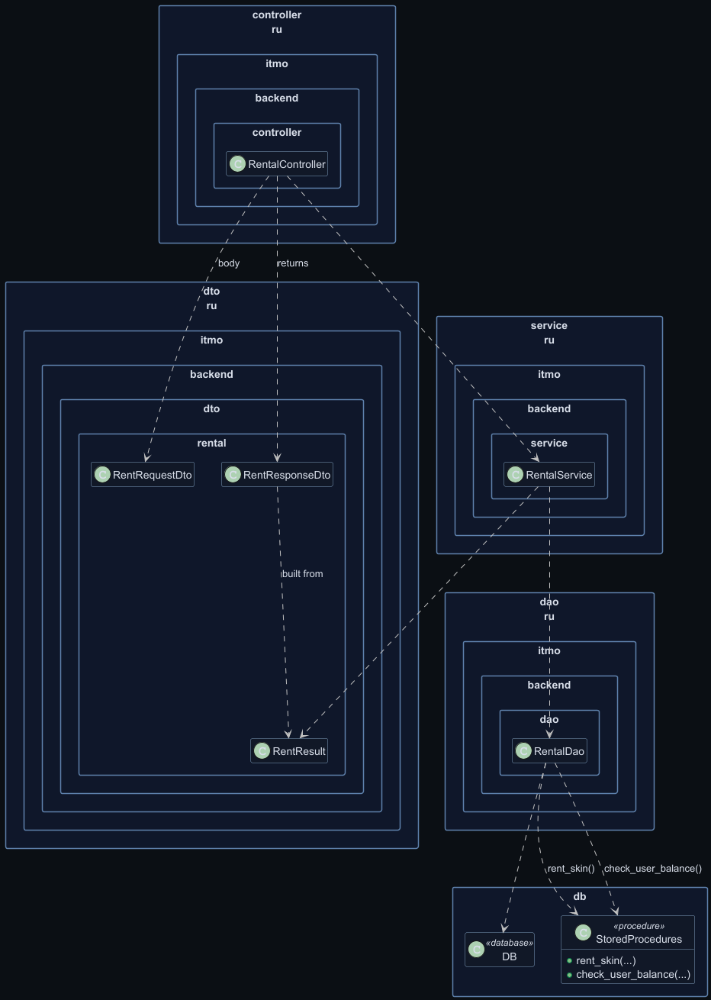 controller
ru
itmo
backend
controller
C RentalController
body
returns
dto
ru
itmo
backend
dto
rental
C RentRequestDto
C RentResponseDto
built from
C RentResult
service
ru
itmo
backend
service
C RentalService
dao
ru
itmo
backend
dao
C RentalDao
rent_skin()
check_user_balance()
db
C «database»
DB
C «procedure»
StoredProcedures
rent_skin(...)
check_user_balance(...)